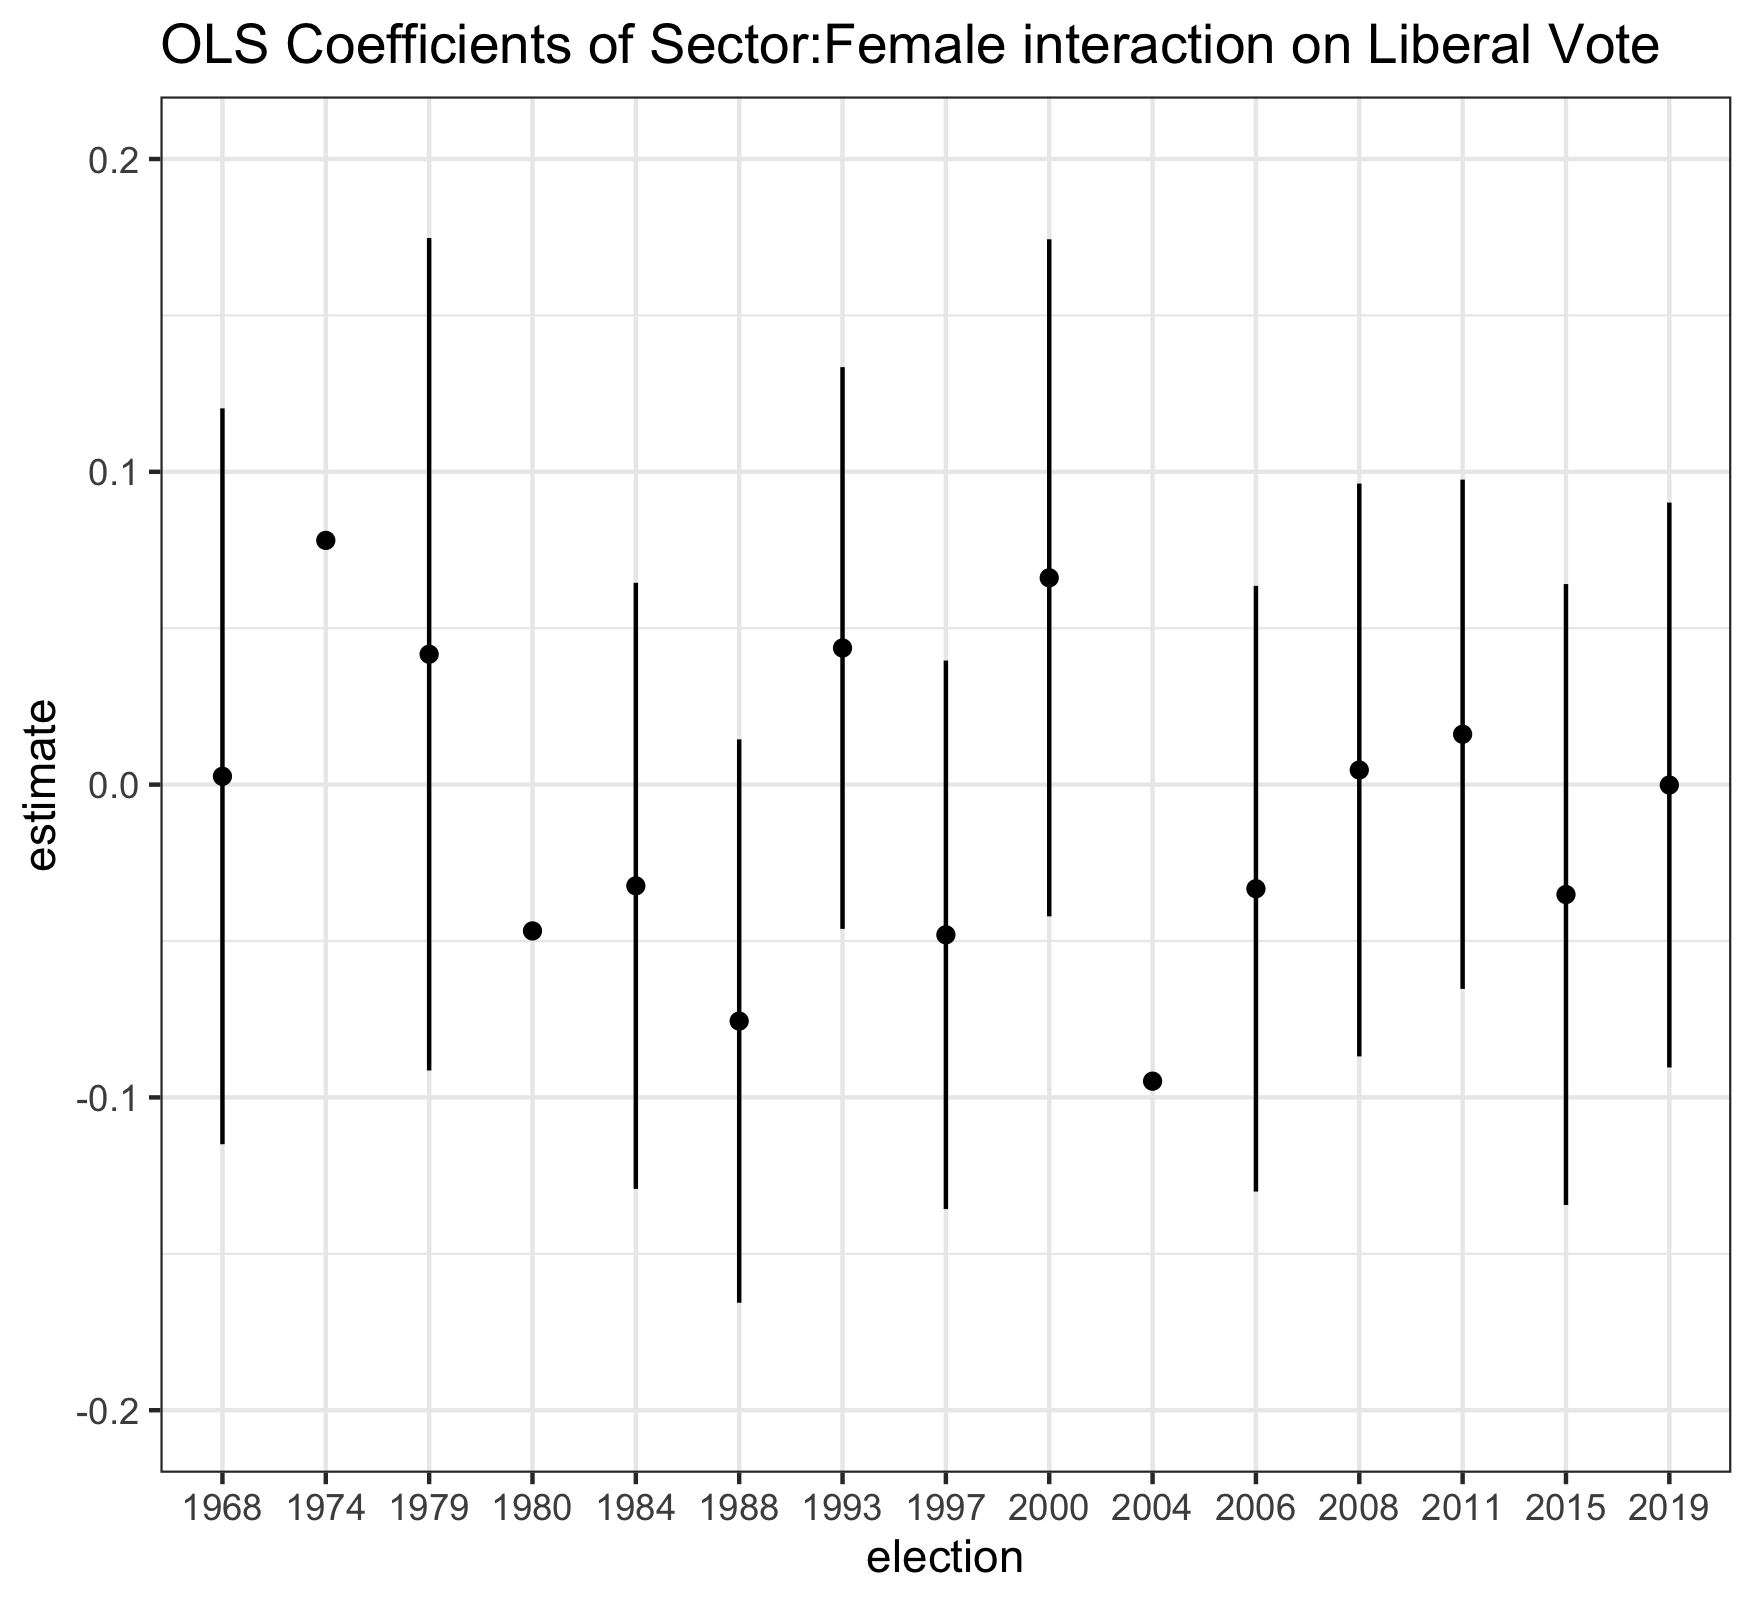 OLS Coefficients of Sector:Female interaction on Liberal Vote
0.2
0.1
0.0
-0.1
-0.2
estimate
1968 1974 1979 1980 1984 1988 1993 1997 2000 2004 2006 2008 2011 2015 2019
election